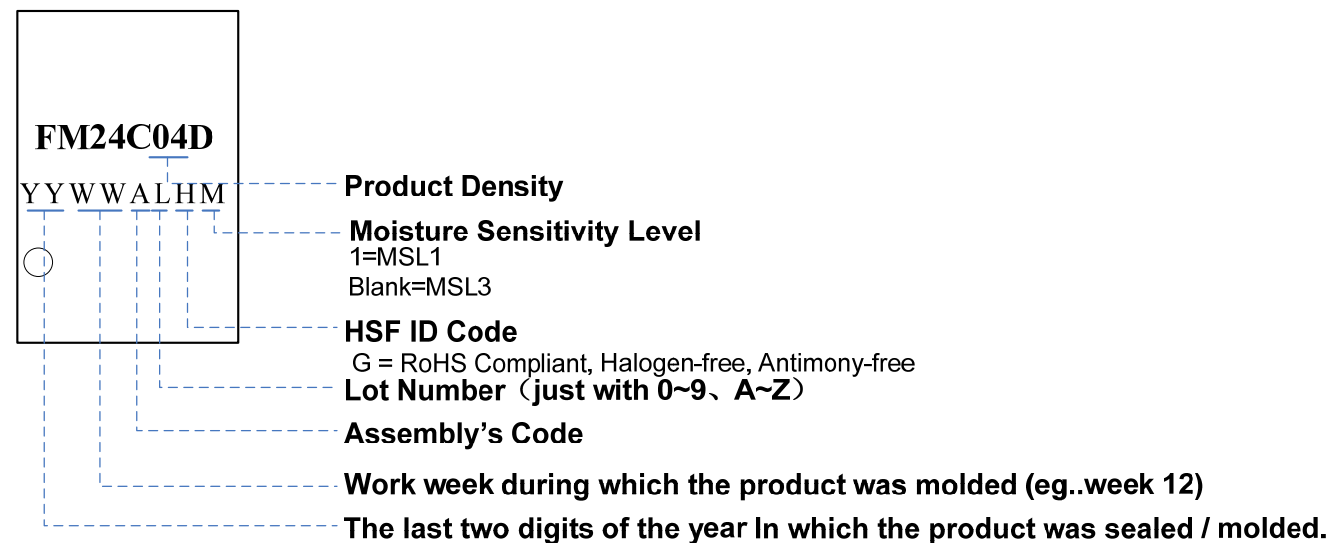 FM24C04D
YYWWALHM
Product Density
Moisture Sensitivity Level
1=MSL1
Blank=MSL3
HSF ID Code
G = RoHS Compliant, Halogen-free, Antimony-free
Lot Number（just with 0~9、A~Z）
Assembly's Code
Work week during which the product was molded (eg..week 12)
The last two digits of the year In which the product was sealed / molded.